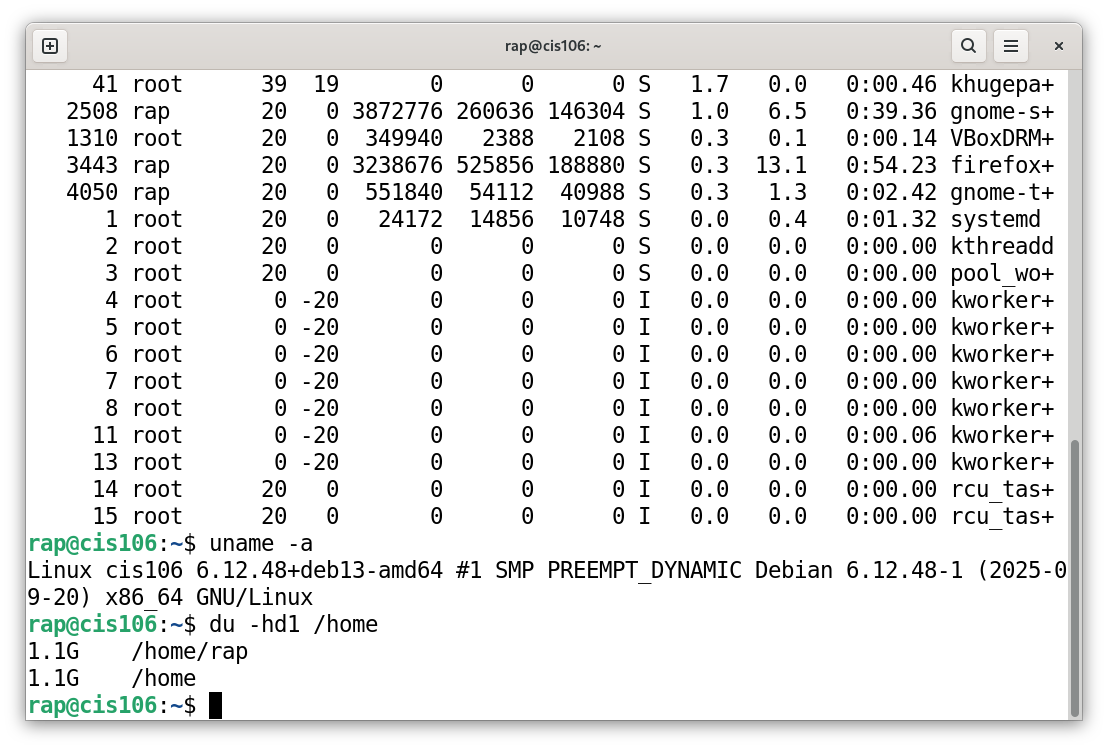 rap@cis106: ~
41 root 39 19 0 0 0 S 1.7 0.0 0:00.46 khugepa+
2508 rap 20 0 3872776 260636 146304 S 1.0 6.5 0:39.36 gnome-s+
1310 root 20 0 349940 2388 2108 S 0.3 0.1 0:00.14 VBoxDRM+
3443 rap 20 0 3238676 525856 188880 S 0.3 13.1 0:54.23 firefox+
4050 rap 20 0 551840 54112 40988 S 0.3 1.3 0:02.42 gnome-t+
1 root 20 0 24172 14856 10748 S 0.0 0.4 0:01.32 systemd
2 root 20 0 0 0 0 S 0.0 0.0 0:00.00 kthreadd
3 root 20 0 0 0 0 S 0.0 0.0 0:00.00 pool_wo+
4 root 0 -20 0 0 0 I 0.0 0.0 0:00.00 kworker+
5 root 0 -20 0 0 0 I 0.0 0.0 0:00.00 kworker+
6 root 0 -20 0 0 0 I 0.0 0.0 0:00.00 kworker+
7 root 0 -20 0 0 0 I 0.0 0.0 0:00.00 kworker+
8 root 0 -20 0 0 0 I 0.0 0.0 0:00.00 kworker+
11 root 0 -20 0 0 0 I 0.0 0.0 0:00.06 kworker+
13 root 0 -20 0 0 0 I 0.0 0.0 0:00.00 kworker+
14 root 20 0 0 0 0 I 0.0 0.0 0:00.00 rcu_tas+
15 root 20 0 0 0 0 I 0.0 0.0 0:00.00 rcu_tas+
rap@cis106:~$ uname -a
Linux cis106 6.12.48+deb13-amd64 #1 SMP PREEMPT_DYNAMIC Debian 6.12.48-1 (2025-0
9-20) x86_64 GNU/Linux
rap@cis106:~$ du -hd1 /home
1.1G /home/rap
1.1G /home
rap@cis106:~$